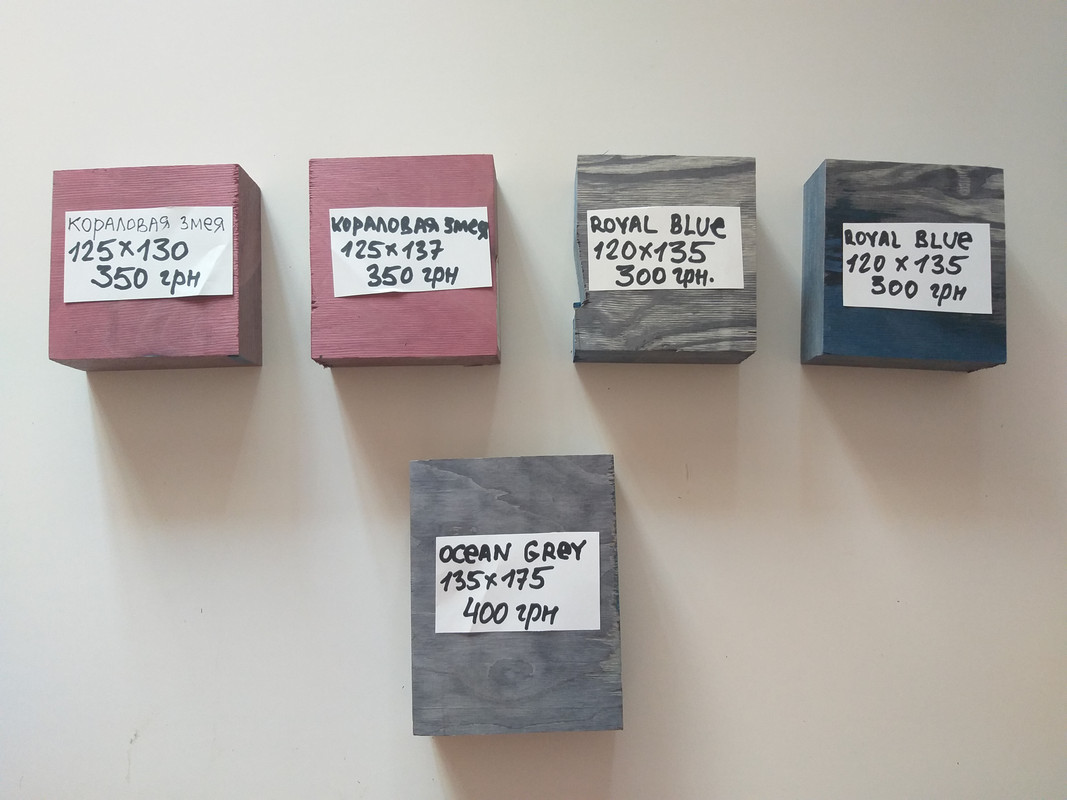 КОРАЛОВАЯ ЗМЕЯ
125×130
350 грн
КОРАЛОВАЯ ЗМЕЯ
125×137
350 грн
ROYAL BLUe
120×135
300 грн.
ROYAL BLUe
120×135
300 грн
OCeAN GReY
135×175
400 грн